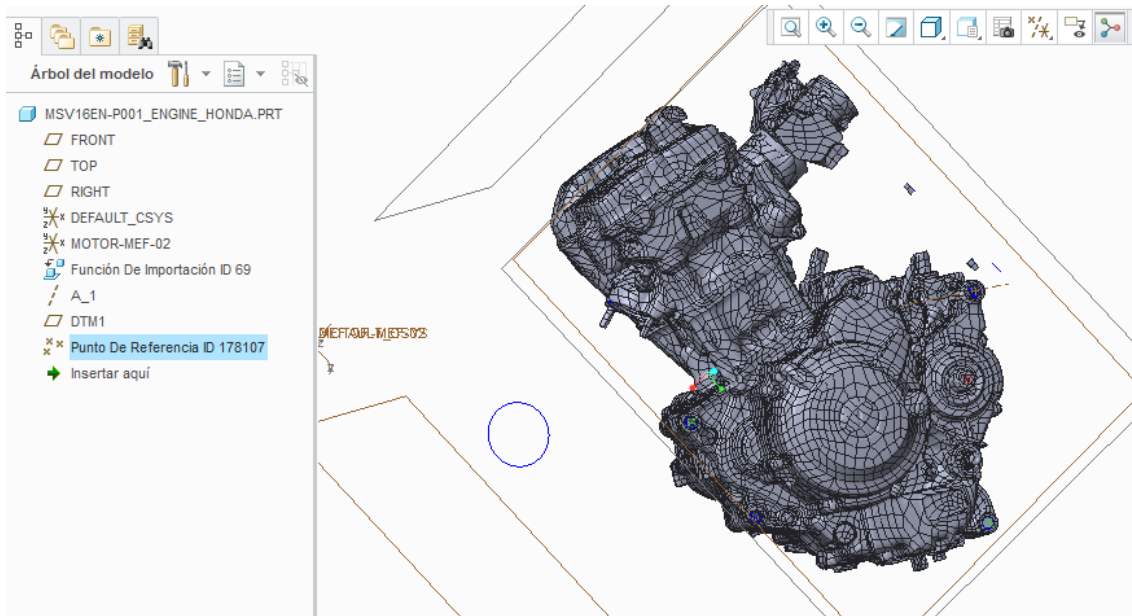 Árbol del modelo
MSV16EN-P001_ENGINE_HONDA.PRT
FRONT
TOP
RIGHT
DEFAULT_CSYS
MOTOR-MEF-02
Función De Importación ID 69
A_1
DTM1
Punto De Referencia ID 178107
Insertar aquí